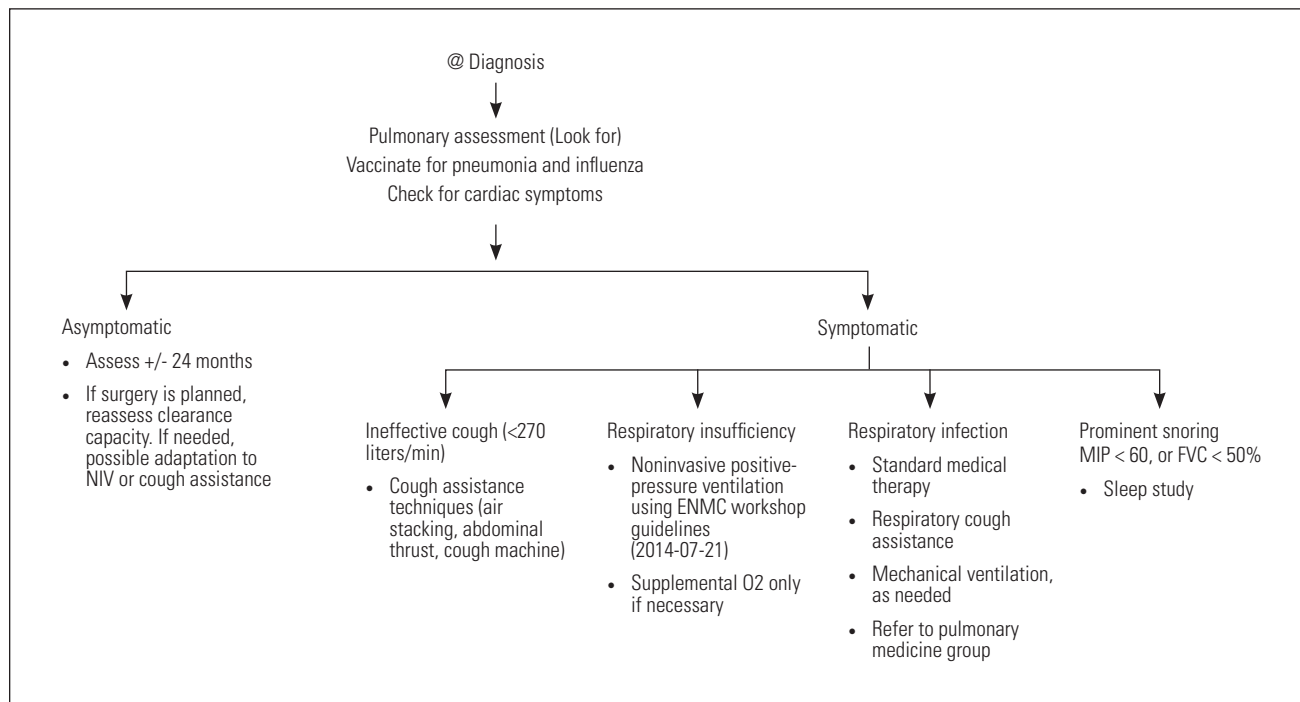 @ Diagnosis
Pulmonary assessment (Look for)
Vaccinate for pneumonia and influenza
Check for cardiac symptoms
Asymptomatic
• Assess +/- 24 months
• If surgery is planned,
reassess clearance
capacity. If needed,
possible adaptation to
NIV or cough assistance
Symptomatic
Ineffective cough (<270
liters/min)
• Cough assistance
techniques (air
stacking, abdominal
thrust, cough machine)
Respiratory insufficiency
• Noninvasive positive-
pressure ventilation
using ENMC workshop
guidelines
(2014-07-21)
• Supplemental O2 only
if necessary
Respiratory infection
• Standard medical
therapy
• Respiratory cough
assistance
• Mechanical ventilation,
as needed
• Refer to pulmonary
medicine group
Prominent snoring
MIP < 60, or FVC < 50%
• Sleep study